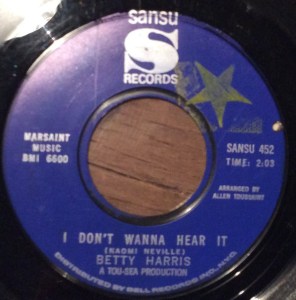 sansu
S
RECORDS
MARSAINT
MUSIC
BMI 6600
SANSU 452
TIME: 2:03
ARRANGED BY
ALLEN TOUSSAINT
I DON'T WANNA HEAR IT
(NAOMI NEVILLE)
BETTY HARRIS
A TOU-SEA PRODUCTION
DISTRIBUTED BY BELL RECORDS INC., N.Y.C.